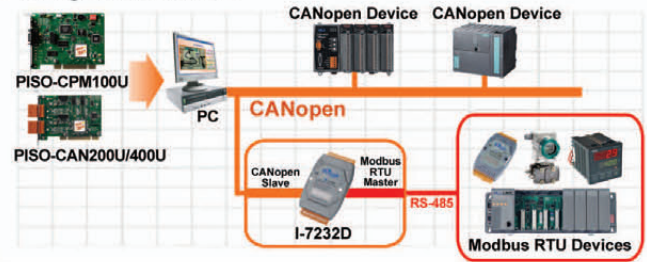 CANopen Device
CANopen Device
PISO-CPM100U
PC
CANopen
PISO-CAN200U/400U
CANopen
Slave
Modbus
RTU
Master
RS-485
I-7232D
Modbus RTU Devices